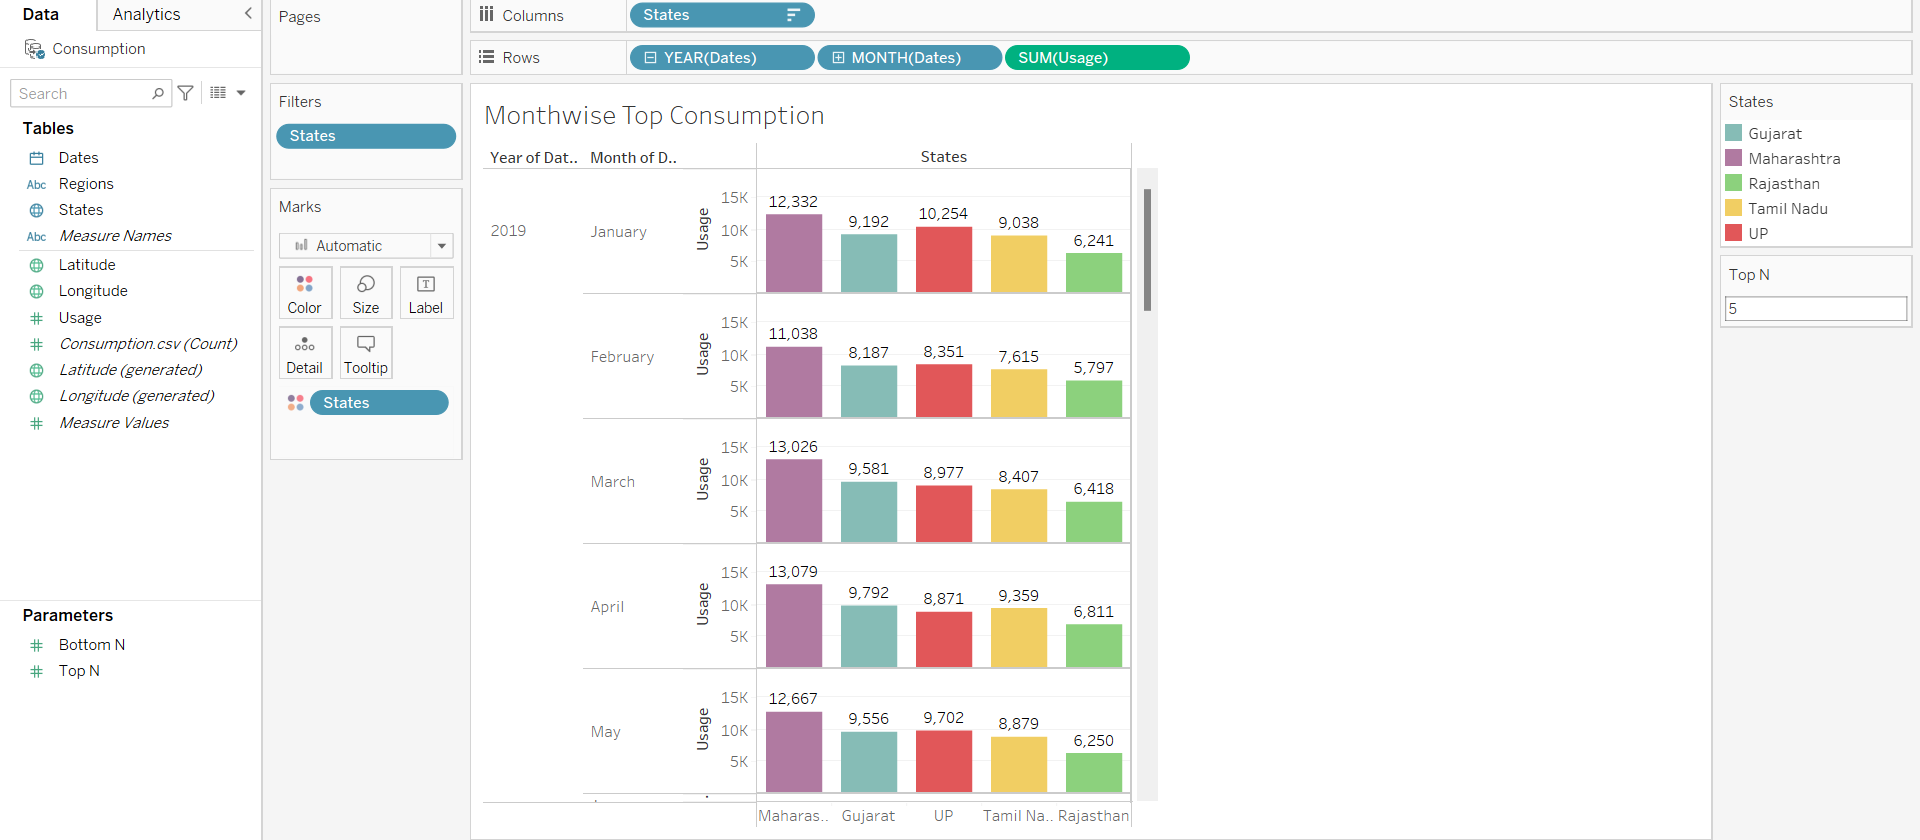 Data
Analytics
Consumption
Search
Tables
Dates
Abc Regions
States
Abc Measure Names
Latitude
Longitude
Usage
Consumption.csv (Count)
Latitude (generated)
Longitude (generated)
Measure Values
Parameters
Bottom N
Top N
Pages
Filters
States
Marks
Automatic
Color Size Label
Detail Tooltip
States
Columns States
Rows YEAR(Dates) MONTH(Dates) SUM(Usage)
Monthwise Top Consumption
Year of Dat.. Month of D.. States
2019 January Usage 15K 10K 5K
12,332 9,192 10,254 9,038 6,241
February Usage 15K 10K 5K
11,038 8,187 8,351 7,615 5,797
March Usage 15K 10K 5K
13,026 9,581 8,977 8,407 6,418
April Usage 15K 10K 5K
13,079 9,792 8,871 9,359 6,811
May Usage 15K 10K 5K
12,667 9,556 9,702 8,879 6,250
Maharas.. Gujarat UP Tamil Na.. Rajasthan
States
Gujarat
Maharashtra
Rajasthan
Tamil Nadu
UP
Top N
5